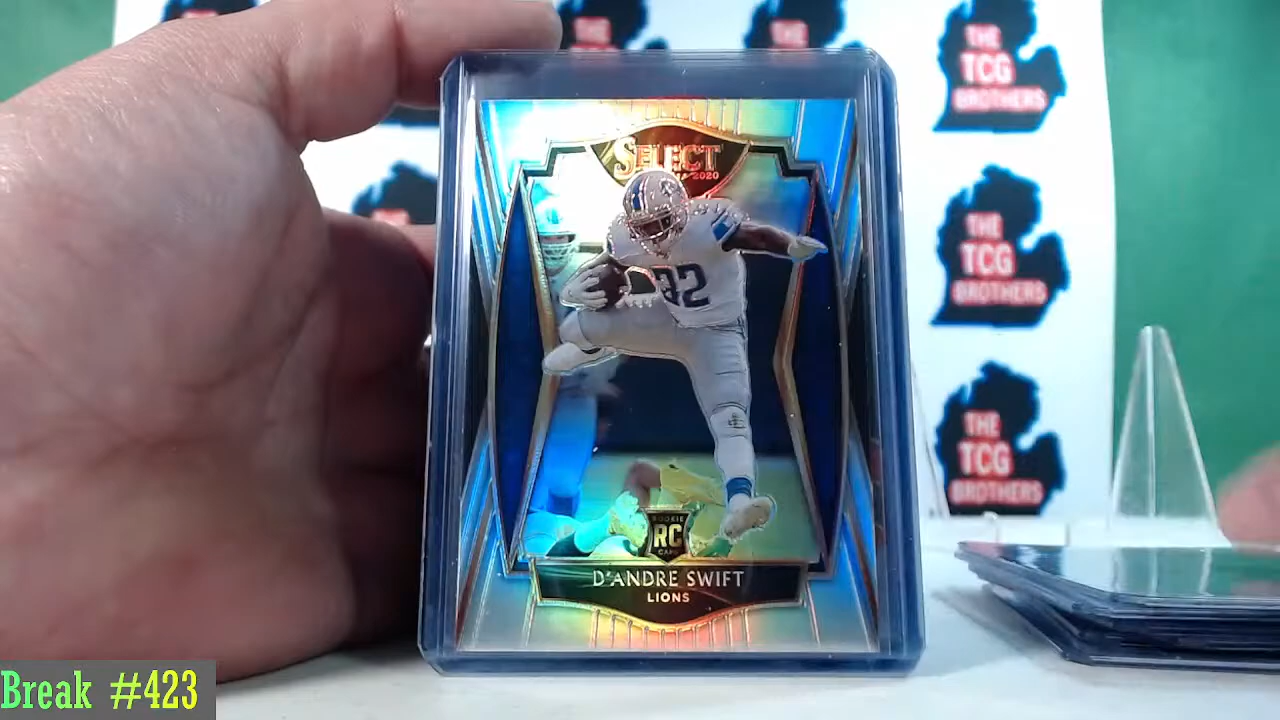 THE
TCG
BROTHERS
THE
TCG
BROTHERS
THE
TCG
BROTHERS
SELECT
2020
32
ROOKIE
RC
CARD
D'ANDRE SWIFT
LIONS
Break #423